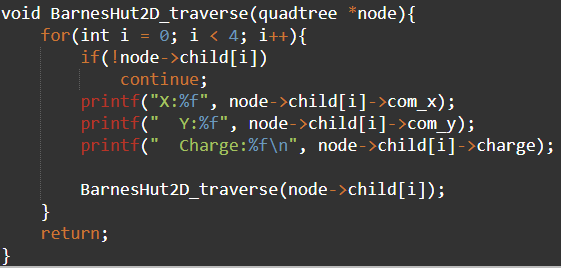 void BarnesHut2D_traverse(quadtree *node){
    for(int i = 0; i < 4; i++){
        if(!node->child[i])
            continue;
        printf("X:%f", node->child[i]->com_x);
        printf("  Y:%f", node->child[i]->com_y);
        printf("  Charge:%f\n", node->child[i]->charge);

        BarnesHut2D_traverse(node->child[i]);
    }
    return;
}